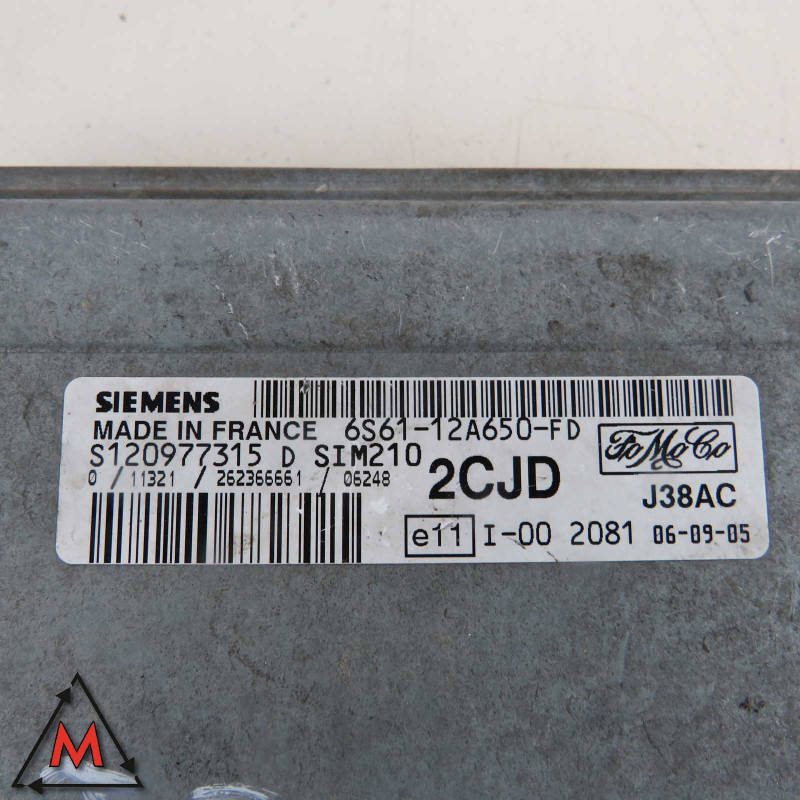 SIEMENS
MADE IN FRANCE 6S61-12A650-FD
S120977315 D SIM210
FoMoCo
0 / 11321 / 262366661 / 06248
2CJD
J38AC
e11 I-00 2081 06-09-05
M